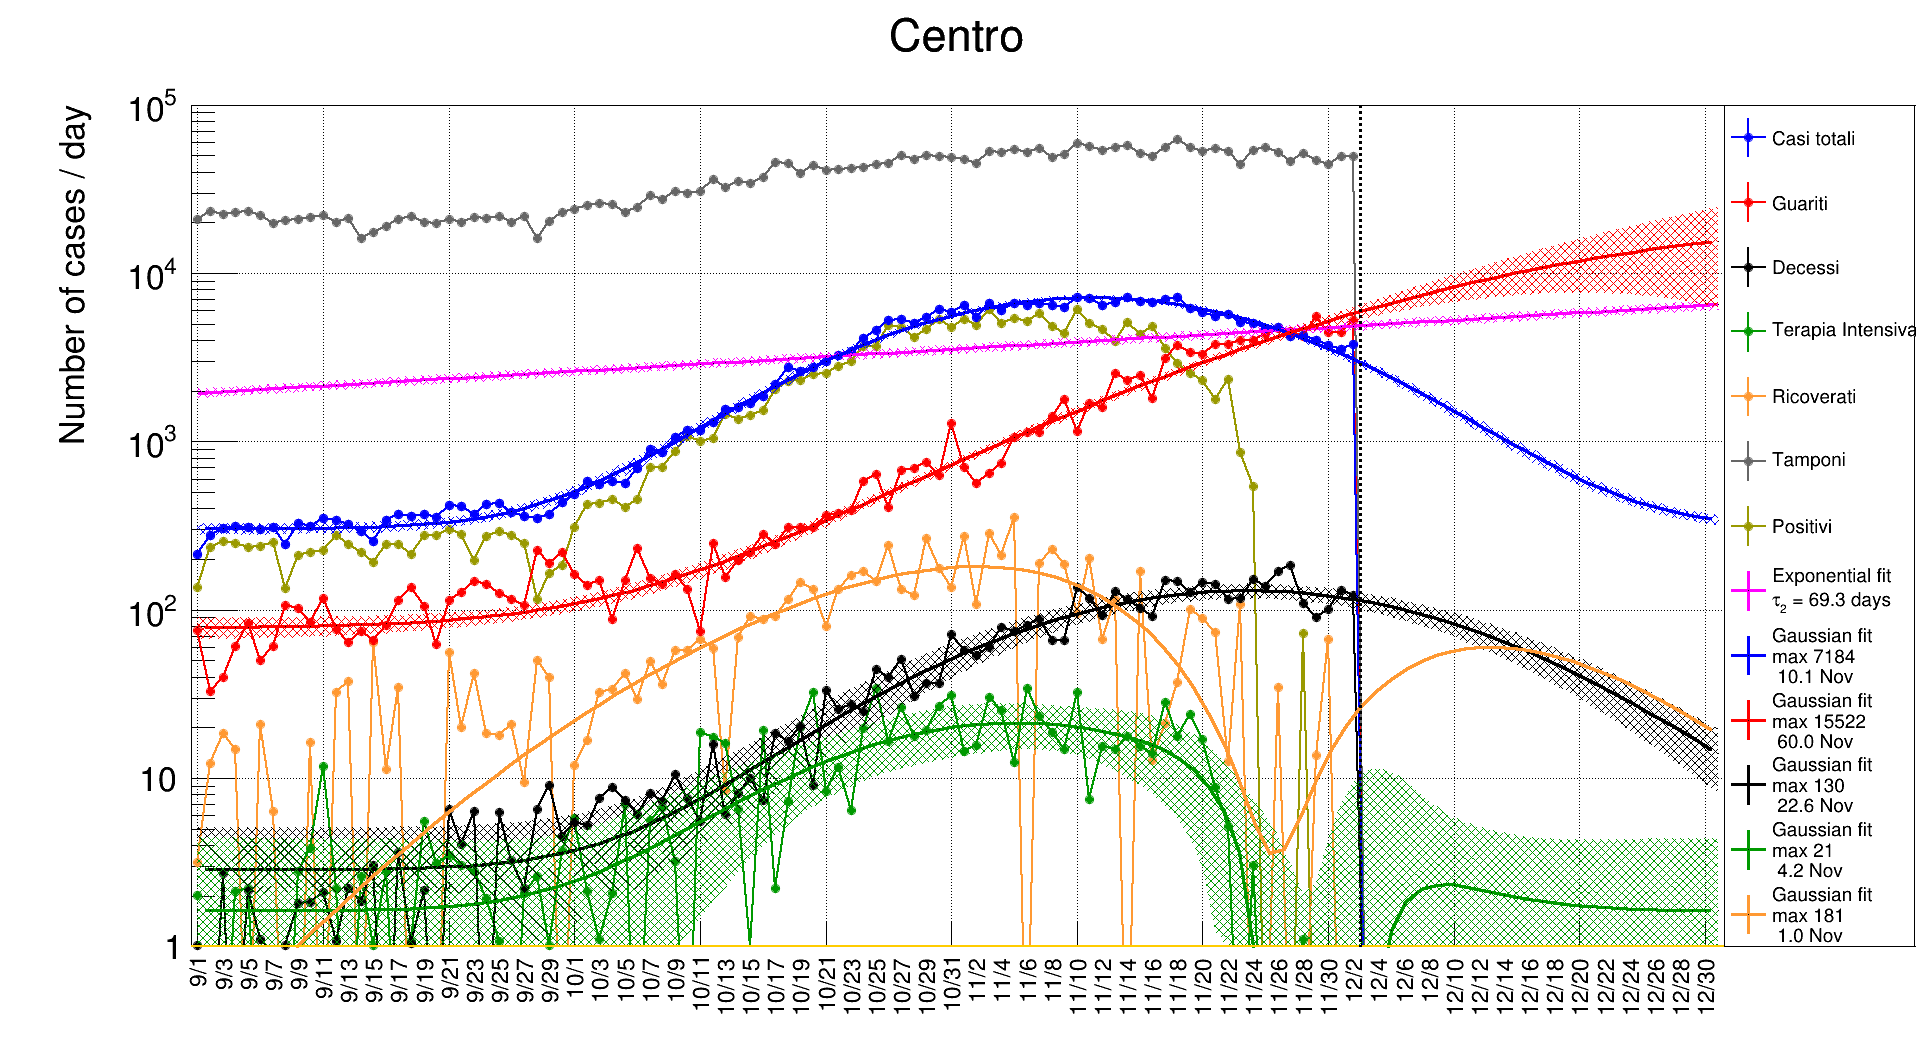 Centro
Number of cases / day
10^5
10^4
10^3
10^2
10
1
9/1
9/3
9/5
9/7
9/9
9/11
9/13
9/15
9/17
9/19
9/21
9/23
9/25
9/27
9/29
10/1
10/3
10/5
10/7
10/9
10/11
10/13
10/15
10/17
10/19
10/21
10/23
10/25
10/27
10/29
10/31
11/2
11/4
11/6
11/8
11/10
11/12
11/14
11/16
11/18
11/20
11/22
11/24
11/26
11/28
11/30
12/2
12/4
12/6
12/8
12/10
12/12
12/14
12/16
12/18
12/20
12/22
12/24
12/26
12/28
12/30
Casi totali
Guariti
Decessi
Terapia Intensiva
Ricoverati
Tamponi
Positivi
Exponential fit
τ₂ = 69.3 days
Gaussian fit
max 7184
10.1 Nov
Gaussian fit
max 15522
60.0 Nov
Gaussian fit
max 130
22.6 Nov
Gaussian fit
max 21
4.2 Nov
Gaussian fit
max 181
1.0 Nov